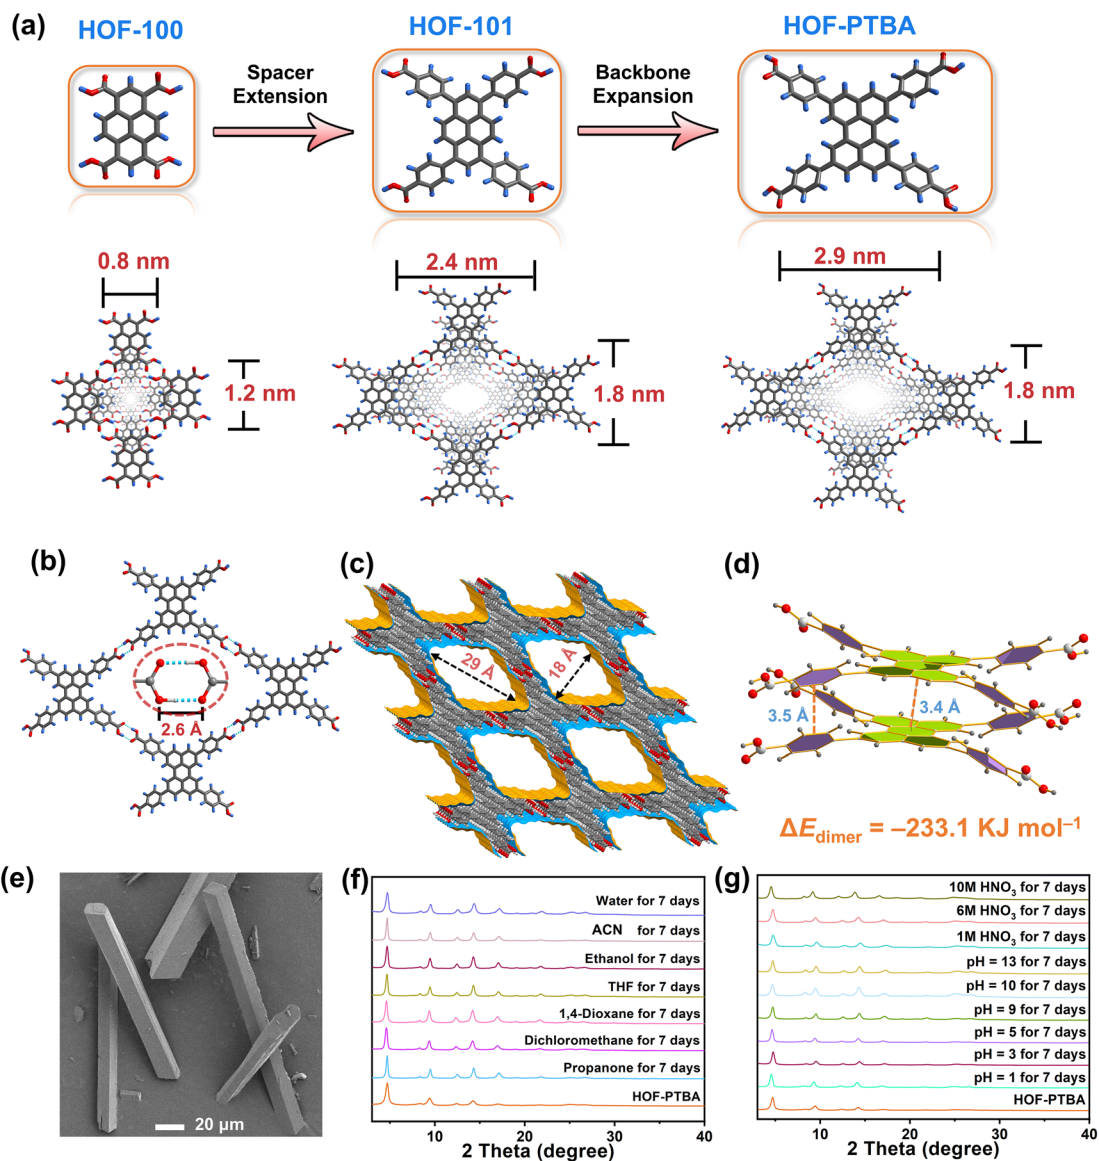 (a)
HOF-100
HOF-101
HOF-PTBA
Spacer
Extension
Backbone
Expansion
0.8 nm
2.4 nm
2.9 nm
1.2 nm
1.8 nm
1.8 nm
(b)
2.6 Å
(c)
29 Å
18 Å
(d)
3.5 Å
3.4 Å
ΔE_dimer = –233.1 KJ mol⁻¹
(e)
20 μm
(f)
Water for 7 days
ACN for 7 days
Ethanol for 7 days
THF for 7 days
1,4-Dioxane for 7 days
Dichloromethane for 7 days
Propanone for 7 days
HOF-PTBA
10 20 30 40
2 Theta (degree)
(g)
10M HNO₃ for 7 days
6M HNO₃ for 7 days
1M HNO₃ for 7 days
pH = 13 for 7 days
pH = 10 for 7 days
pH = 9 for 7 days
pH = 5 for 7 days
pH = 3 for 7 days
pH = 1 for 7 days
HOF-PTBA
10 20 30 40
2 Theta (degree)